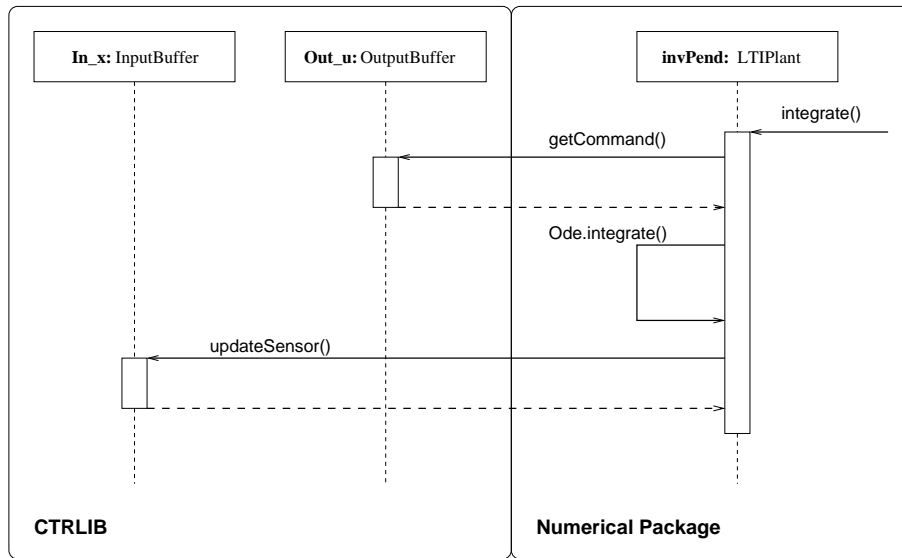 In_x: InputBuffer
Out_u: OutputBuffer
invPend: LTIPlant
integrate()
getCommand()
Ode.integrate()
updateSensor()
CTRLIB
Numerical Package